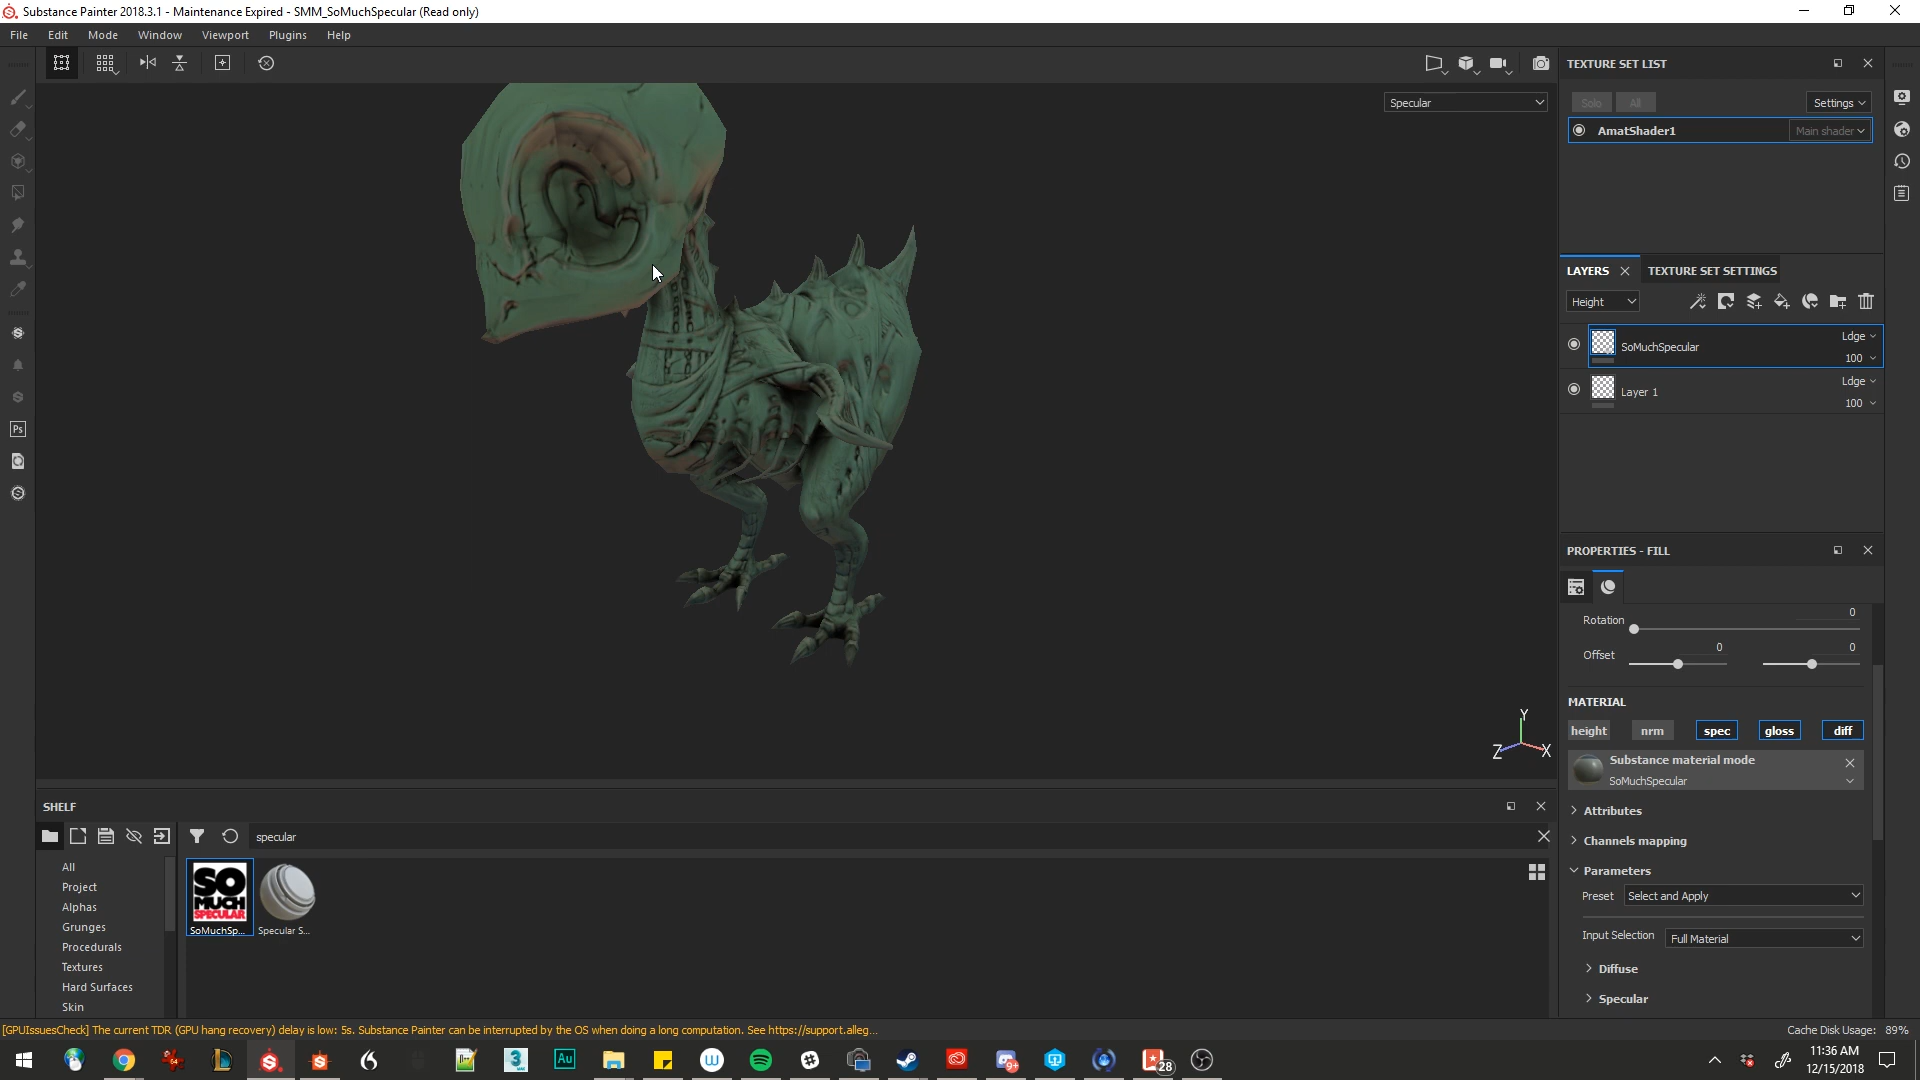 Substance Painter 2018.3.1 - Maintenance Expired - SMM_SoMuchSpecular (Read only)
File Edit Mode Window Viewport Plugins Help
TEXTURE SET LIST
Specular
Solo All Settings
AmatShader1 Main shader
LAYERS TEXTURE SET SETTINGS
Height
SoMuchSpecular Ldge 100
Layer 1 Ldge 100
PROPERTIES - FILL
Rotation 0
Offset 0 0
MATERIAL
height nrm spec gloss diff
Substance material mode
SoMuchSpecular
Attributes
Channels mapping
Parameters
Preset Select and Apply
Input Selection Full Material
Diffuse
Specular
Y
Z X
SHELF
specular
All
Project
Alphas
Grunges
Procedurals
Textures
Hard Surfaces
Skin
SO
MUCH
SPECULAR
SoMuchSp... Specular S...
Ps
[GPUIssuesCheck] The current TDR (GPU hang recovery) delay is low: 5s. Substance Painter can be interrupted by the OS when doing a long computation. See https://support.alleg...
Cache Disk Usage: 89%
3
Au
W
9+
28
11:36 AM
12/15/2018